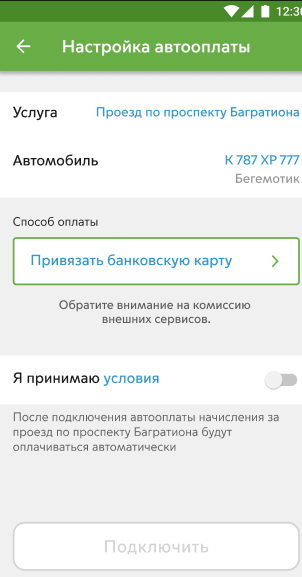 12:30
Настройка автооплаты
Услуга Проезд по проспекту Багратиона
Автомобиль К 787 ХР 777
Бегемотик
Способ оплаты
Привязать банковскую карту
Обратите внимание на комиссию
внешних сервисов.
Я принимаю условия
После подключения автооплаты начисления за
проезд по проспекту Багратиона будут
оплачиваться автоматически
Подключить